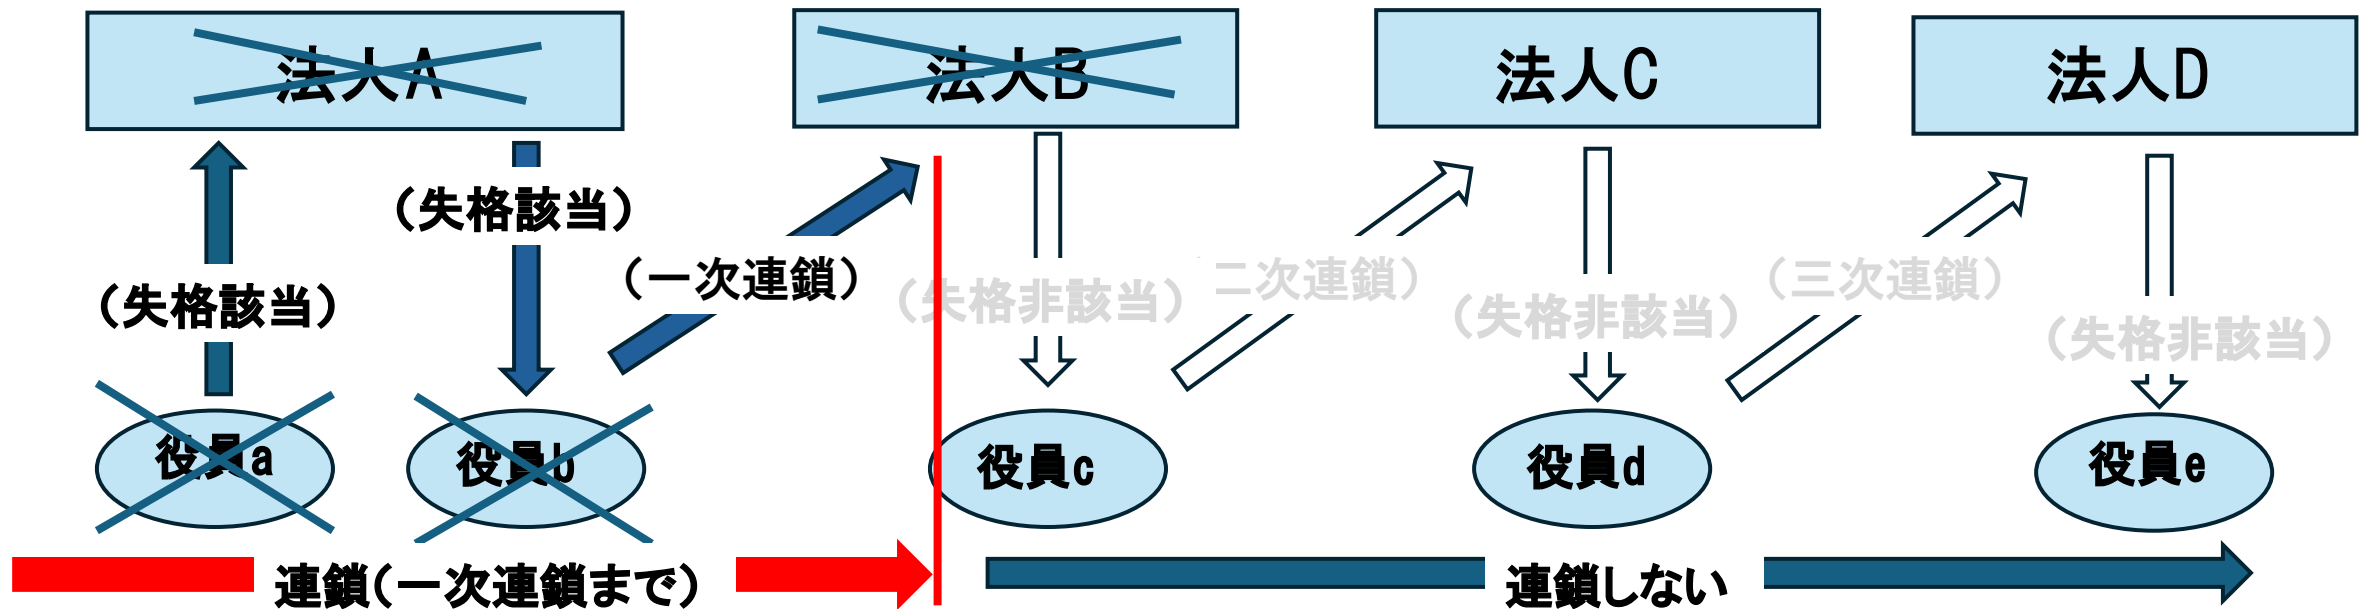 法人A
法人B
法人C
法人D
（失格該当）
（失格該当）
（一次連鎖）
（失格非該当）
二次連鎖）
（失格非該当）
（三次連鎖）
（失格非該当）
役員a
役員b
役員c
役員d
役員e
連鎖（一次連鎖まで）
連鎖しない